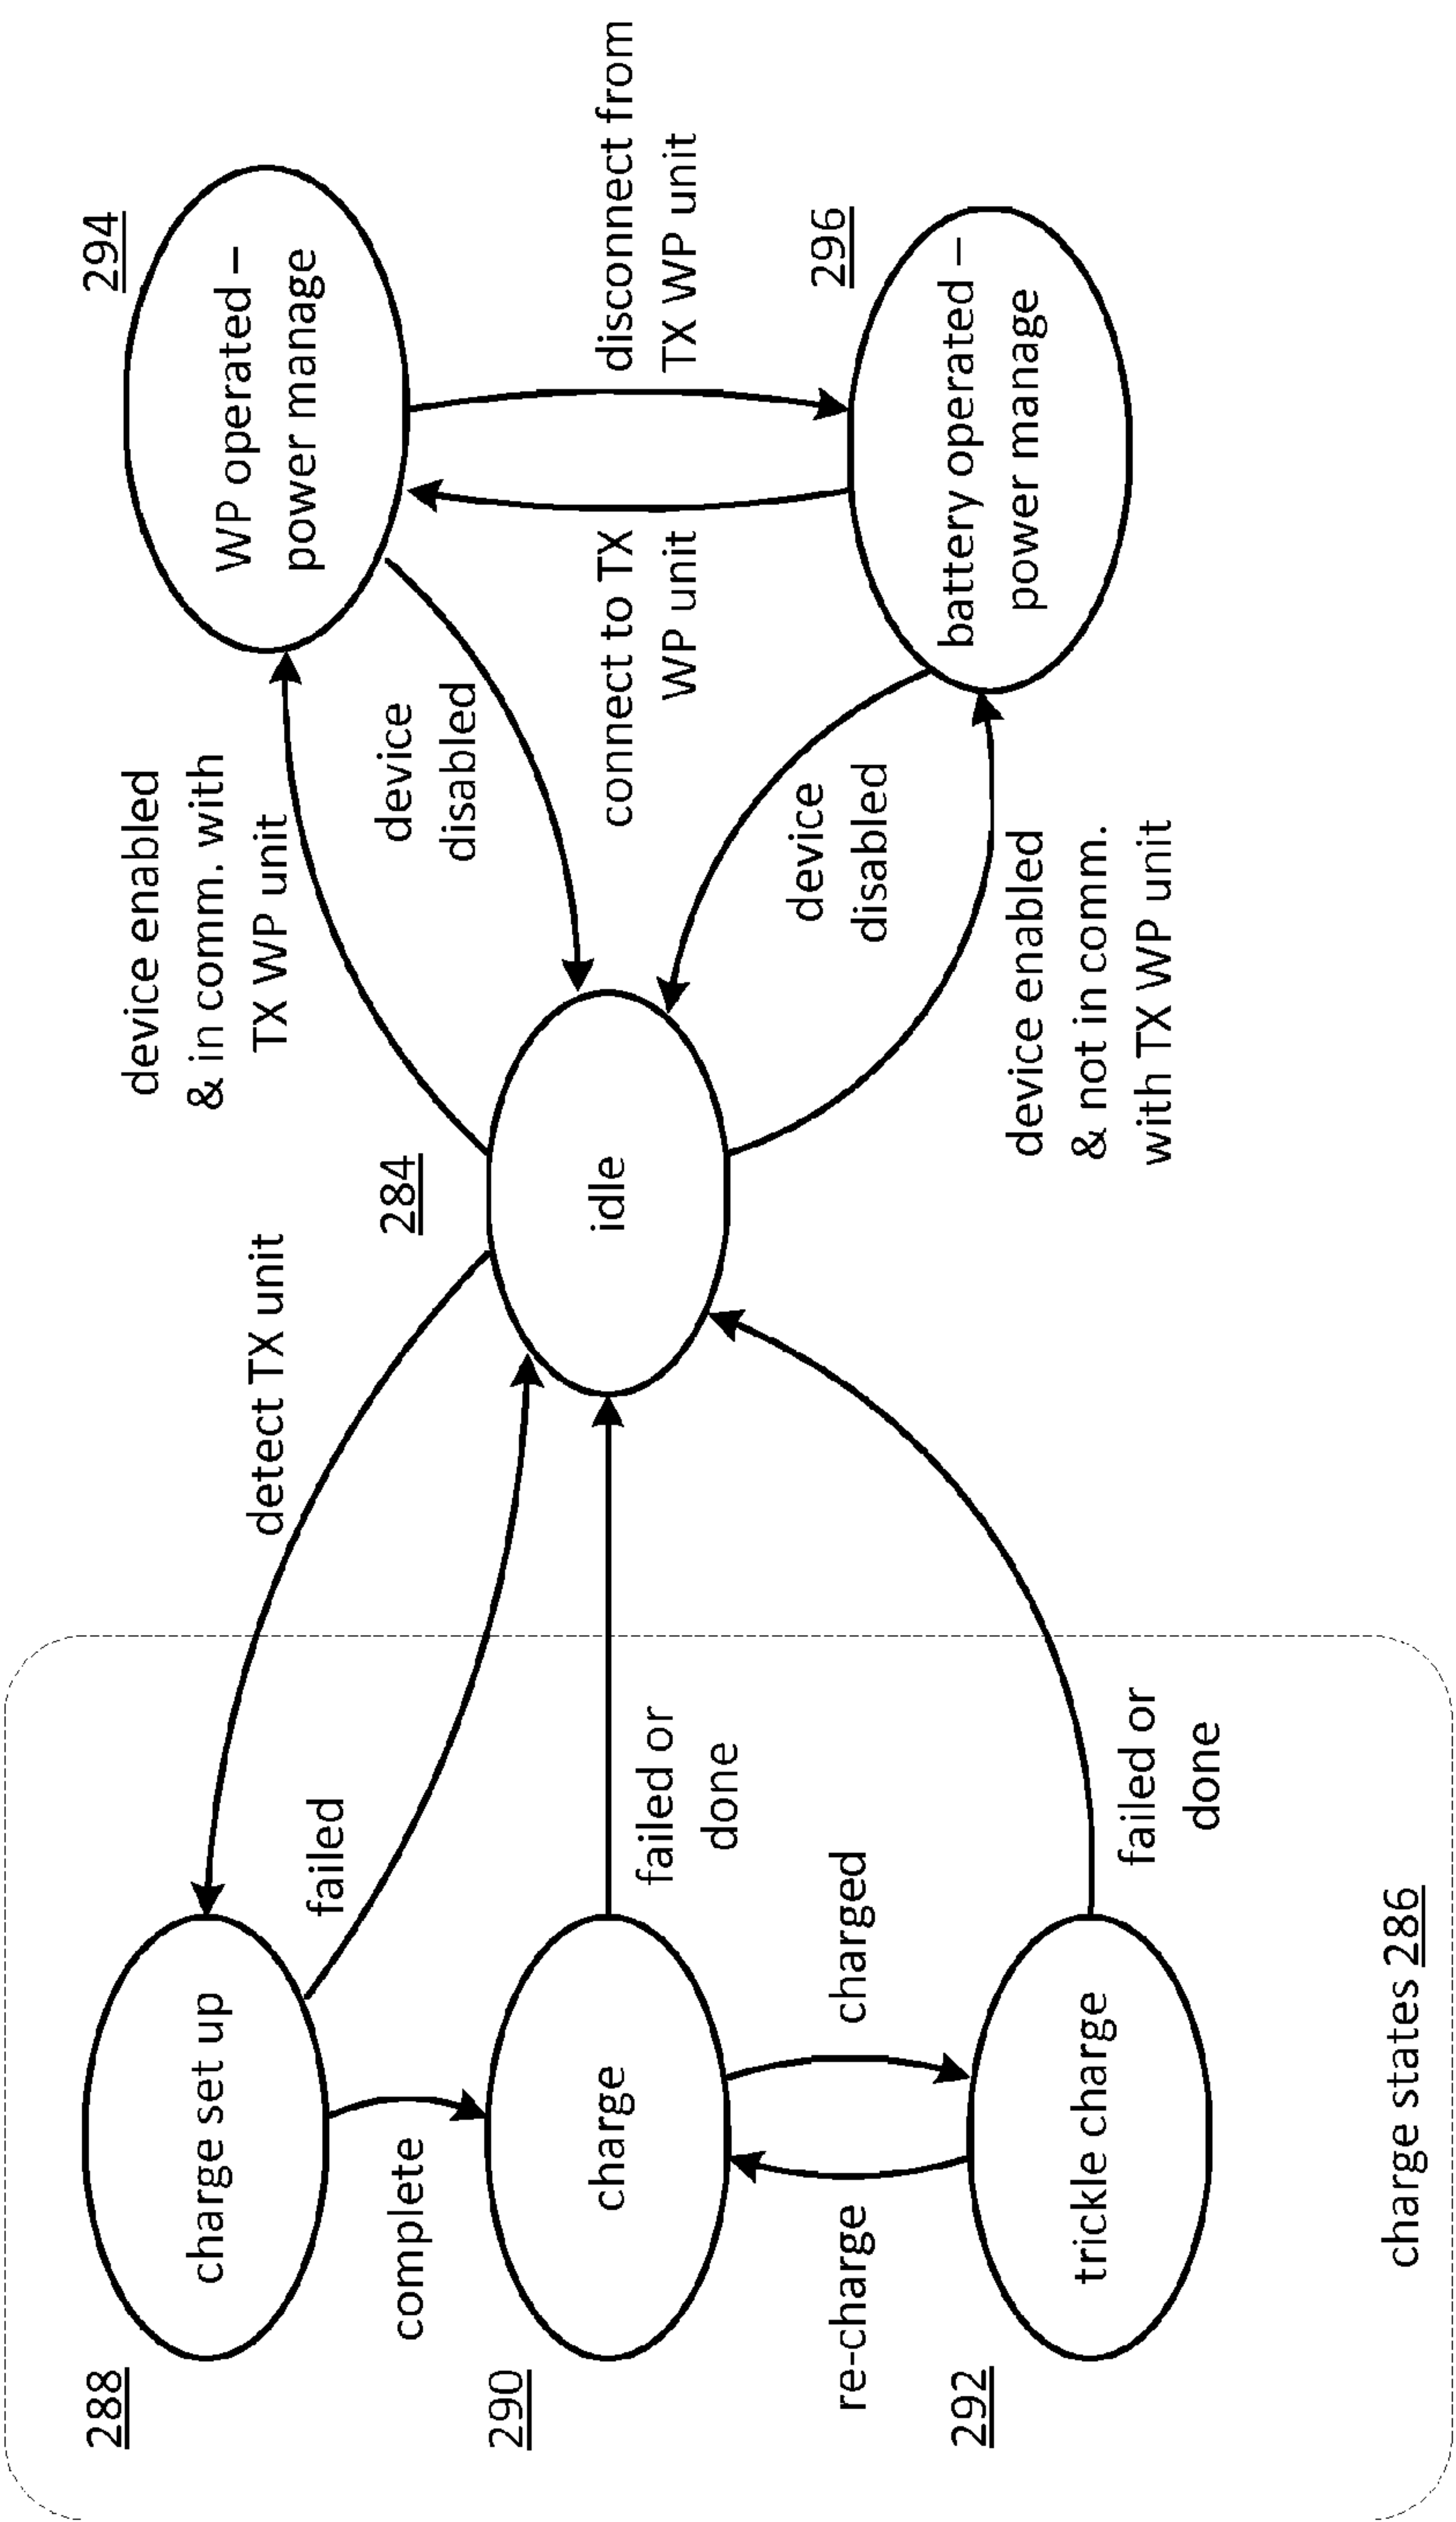 288
charge set up
complete
failed
detect TX unit
290
charge
failed or
done
re-charge
charged
292
trickle charge
failed or
done
charge states 286
284
idle
device enabled
& in comm. with
TX WP unit
device
disabled
294
WP operated –
power manage
connect to TX
WP unit
disconnect from
TX WP unit
device
disabled
device enabled
& not in comm.
with TX WP unit
296
battery operated –
power manage